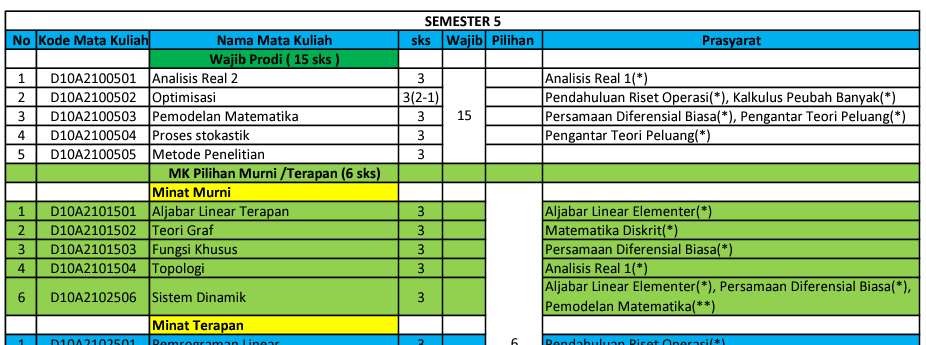 SEMESTER 5
No Kode Mata Kuliah Nama Mata Kuliah sks Wajib Pilihan Prasyarat
Wajib Prodi ( 15 sks )
1 D10A2100501 Analisis Real 2 3 Analisis Real 1(*)
2 D10A2100502 Optimisasi 3(2-1) Pendahuluan Riset Operasi(*), Kalkulus Peubah Banyak(*)
3 D10A2100503 Pemodelan Matematika 3 15 Persamaan Diferensial Biasa(*), Pengantar Teori Peluang(*)
4 D10A2100504 Proses stokastik 3 Pengantar Teori Peluang(*)
5 D10A2100505 Metode Penelitian 3
MK Pilihan Murni /Terapan (6 sks)
Minat Murni
1 D10A2101501 Aljabar Linear Terapan 3 Aljabar Linear Elementer(*)
2 D10A2101502 Teori Graf 3 Matematika Diskrit(*)
3 D10A2101503 Fungsi Khusus 3 Persamaan Diferensial Biasa(*)
4 D10A2101504 Topologi 3 Analisis Real 1(*)
6 D10A2102506 Sistem Dinamik 3 Aljabar Linear Elementer(*), Persamaan Diferensial Biasa(*),
Pemodelan Matematika(**)
Minat Terapan
1 D10A2102501 Pemrograman Linear 3 6 Pendahuluan Riset Operasi(*)